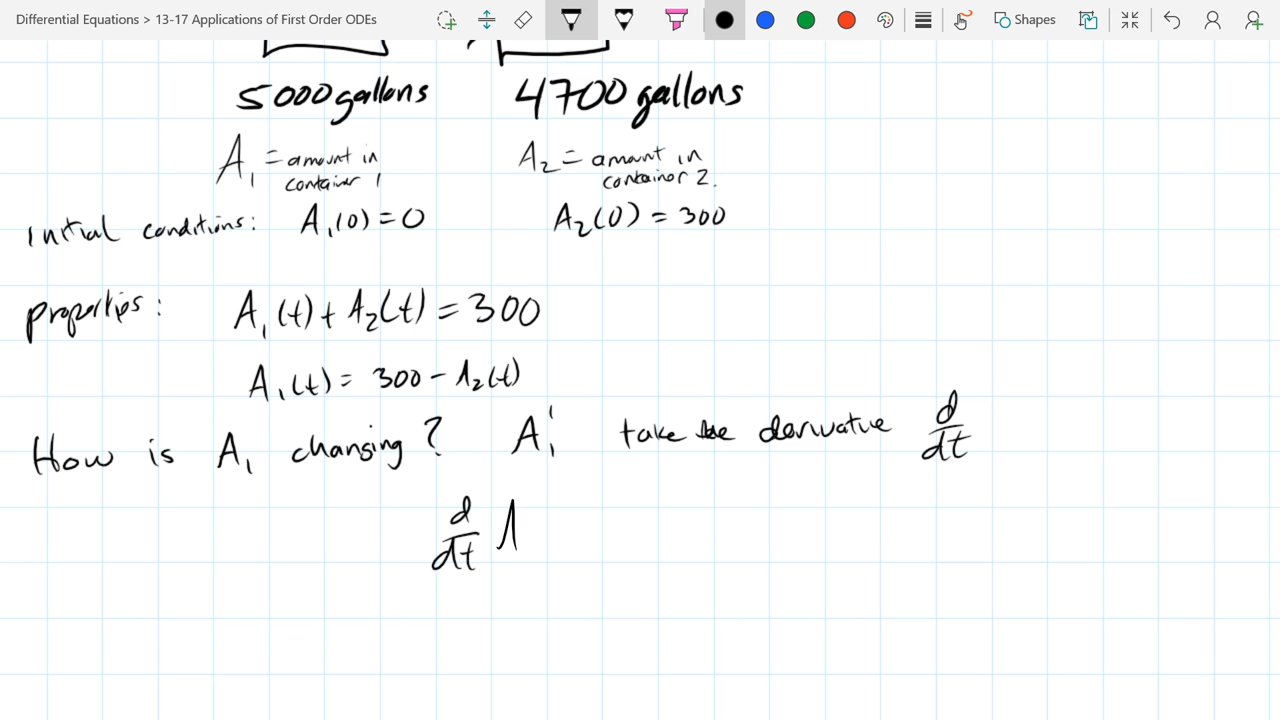 Differential Equations > 13-17 Applications of First Order ODEs
Shapes
5000 gallons 4700 gallons
A₁ = amount in container 1 A₂ = amount in container 2.
Initial conditions: A₁(0) = 0 A₂(0) = 300
properties: A₁(t) + A₂(t) = 300
A₁(t) = 300 - A₂(t)
How is A₁ changing? A₁' take the derivative d/dt
d/dt A